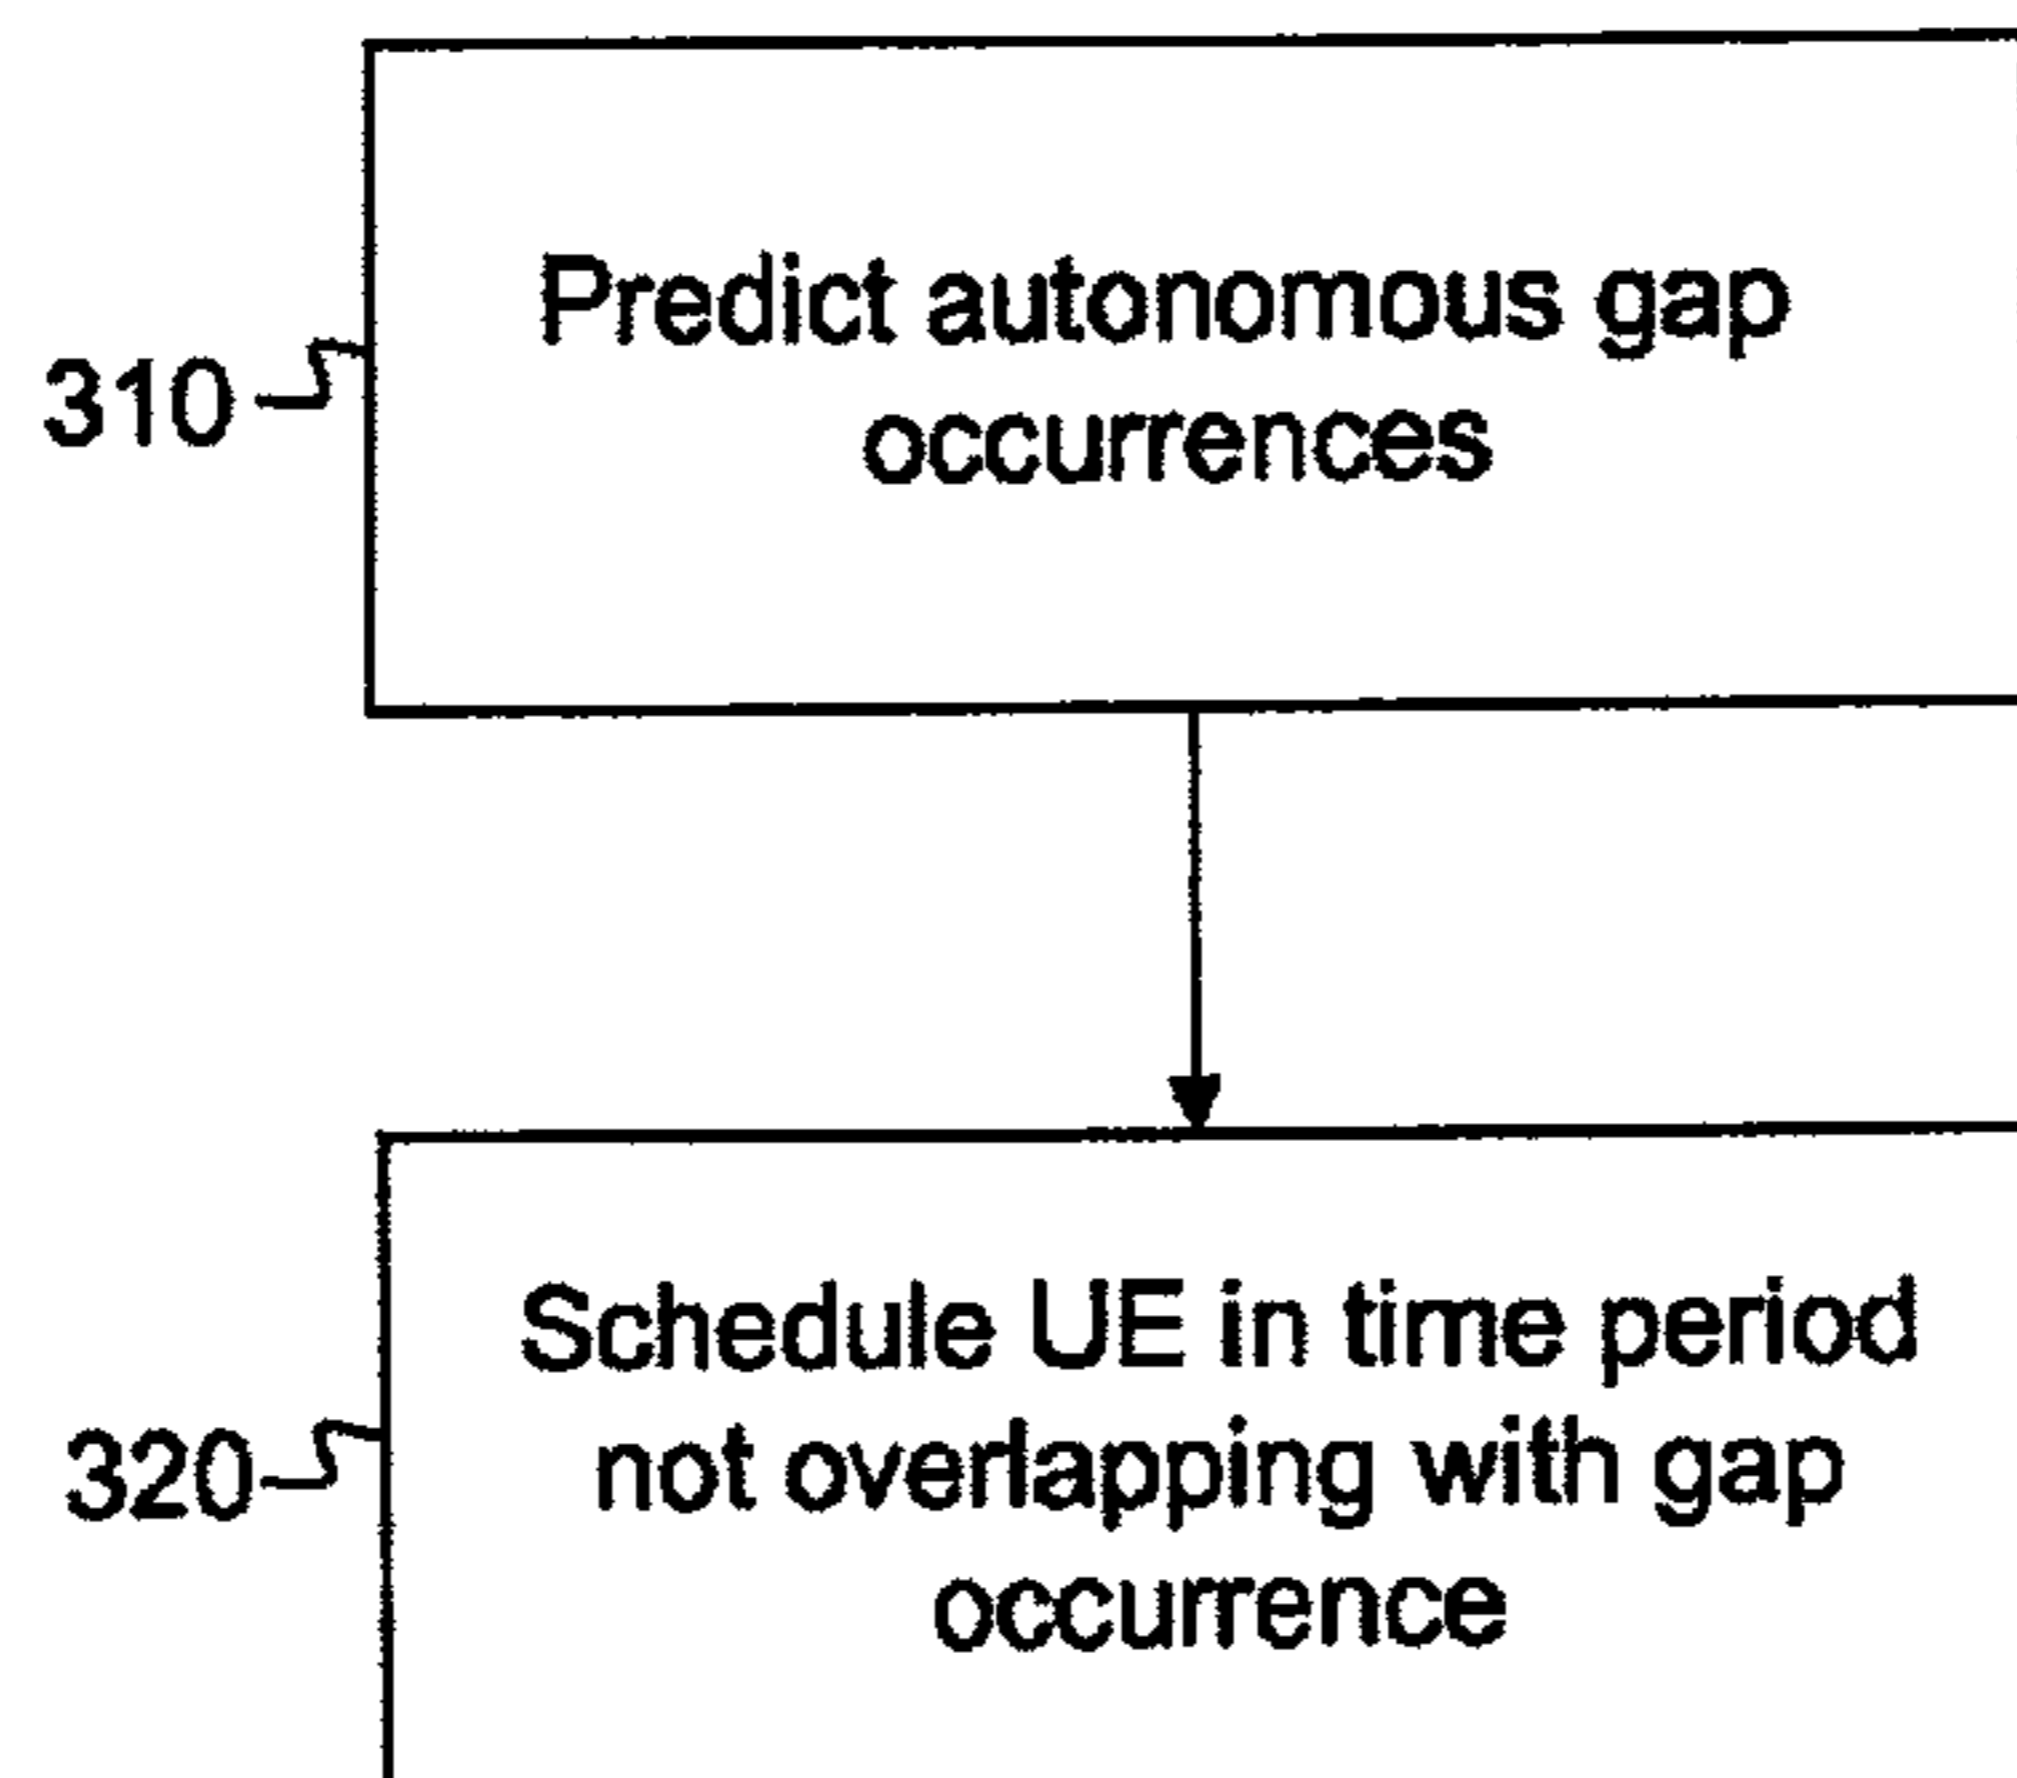 Predict autonomous gap
occurrences
310
Schedule UE in time period
not overlapping with gap
occurrence
320